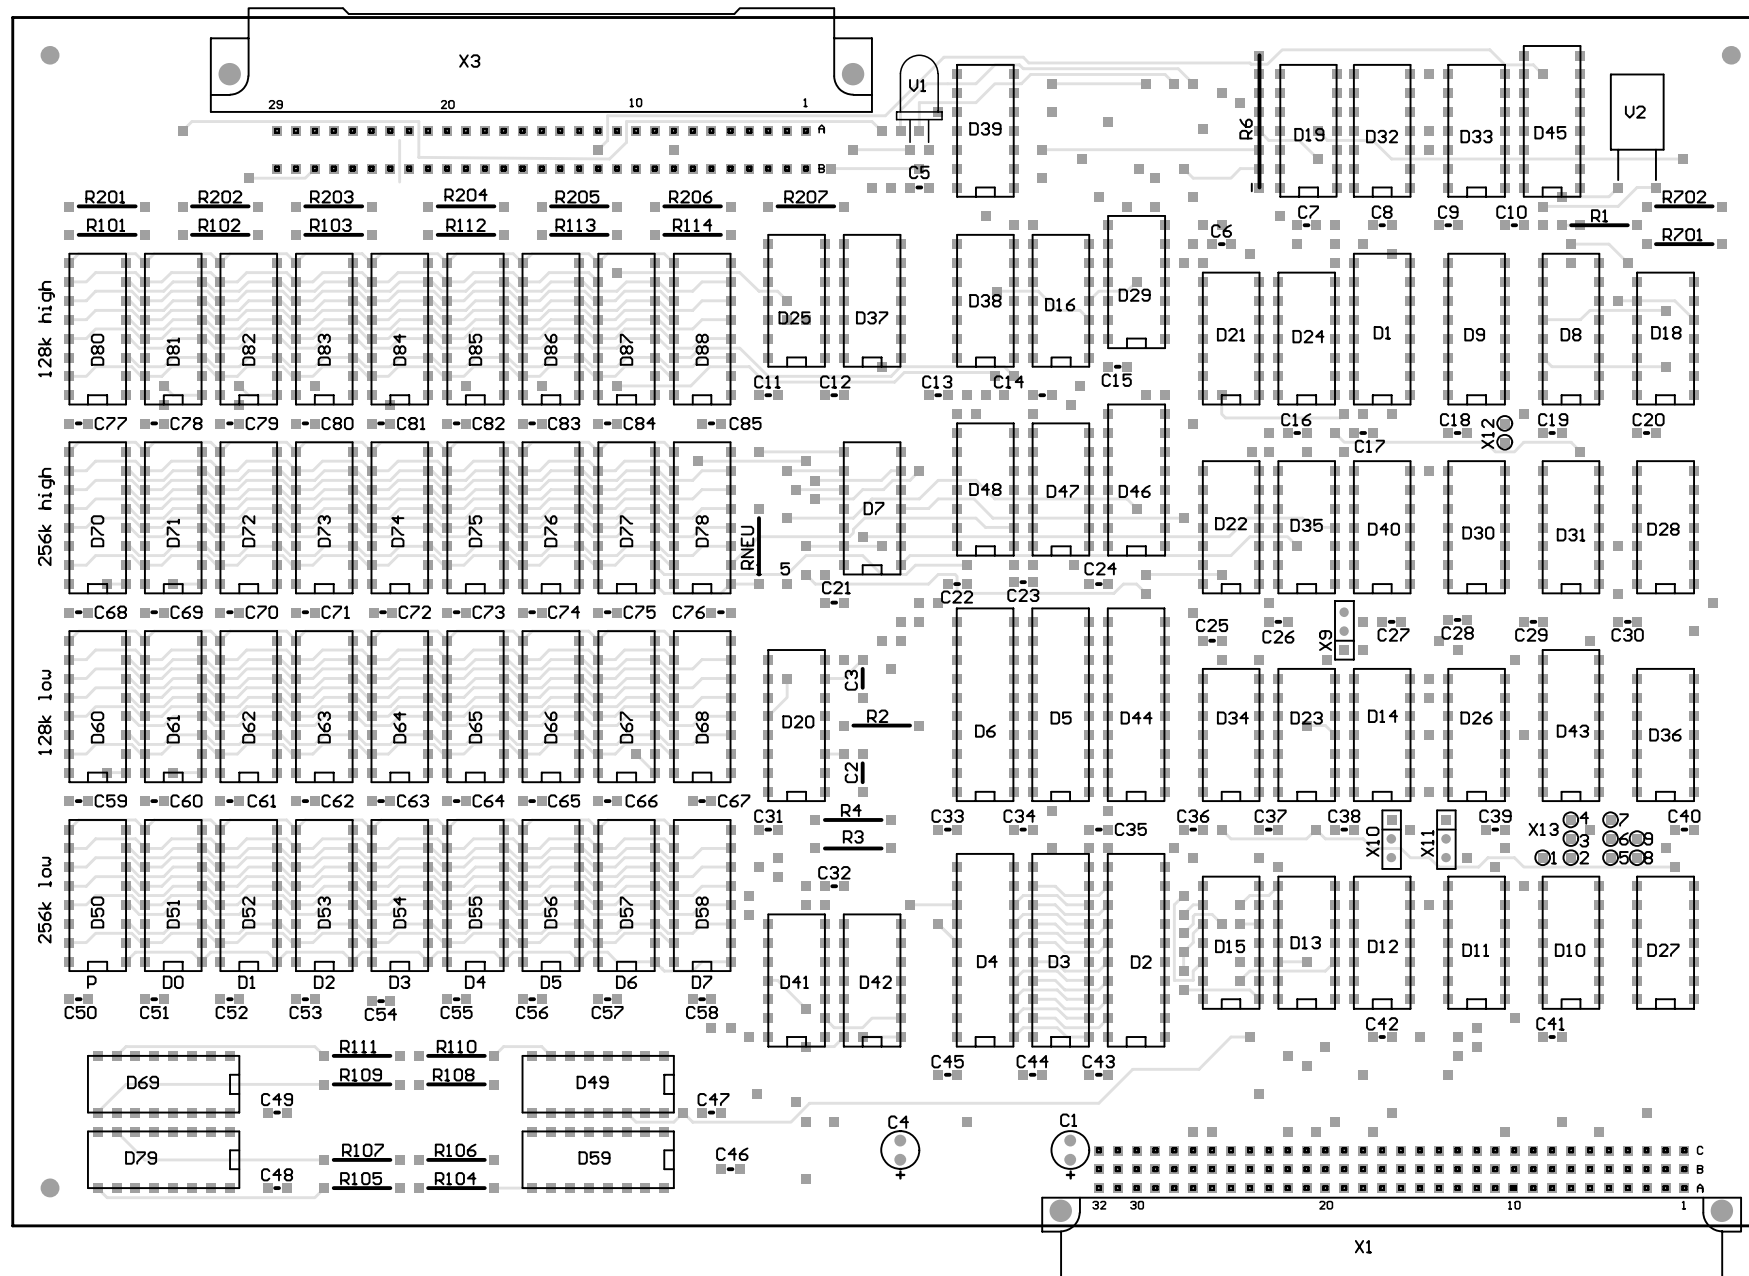 X3
29 20 10 1 A
B
V1
D39
R6
1
D19 D32 D33 D45
V2
C5
R201 R202 R203 R204 R205 R206 R207
R101 R102 R103 R112 R113 R114
C6 C7 C8 C9 C10 R1
R702
R701
128k high
D80 D81 D82 D83 D84 D85 D86 D87 D88
D25 D37 D38 D16 D29
D21 D24 D1 D9 D8 D18
C11 C12 C13 C14 C15
C77 C78 C79 C80 C81 C82 C83 C84 C85
C16 C17 C18 X12 C19 C20
256k high
D70 D71 D72 D73 D74 D75 D76 D77 D78
RNEU
5
D7 D48 D47 D46
D22 D35 D40 D30 D31 D28
C21 C22 C23 C24
C68 C69 C70 C71 C72 C73 C74 C75 C76
C25 C26 X9 C27 C28 C29 C30
128k low
D60 D61 D62 D63 D64 D65 D66 D67 D68
D20 C3 R2 C2
D6 D5 D44
D34 D23 D14 D26 D43 D36
C59 C60 C61 C62 C63 C64 C65 C66 C67
C31 R4 R3 C32
C33 C34 C35 C36 C37 C38 X10 X11 C39 C40
X13 4 7
3 6 9
1 2 5 8
256k low
D50 D51 D52 D53 D54 D55 D56 D57 D58
D41 D42 D4 D3 D2
D15 D13 D12 D11 D10 D27
P D0 D1 D2 D3 D4 D5 D6 D7
C50 C51 C52 C53 C54 C55 C56 C57 C58
C42 C41
R111 R110
R109 R108
D69 D49
C45 C44 C43
C49 C47
C4 C1
+ +
D79 D59
R107 R106
R105 R104
C48 C46
C
B
A
32 30 20 10 1
X1